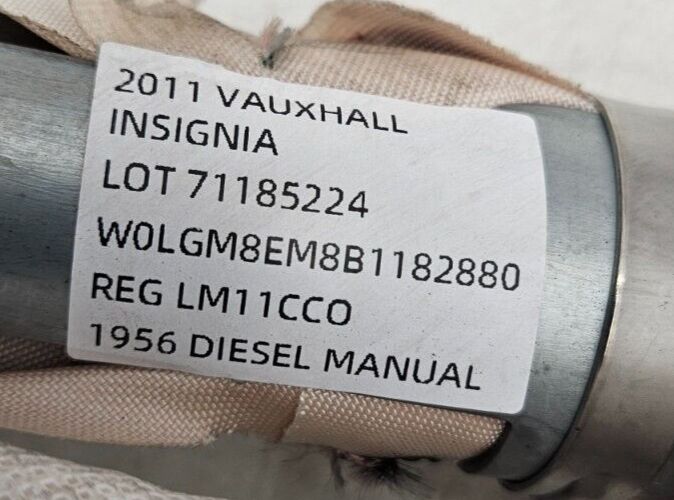 2011 VAUXHALL
INSIGNIA
LOT 71185224
W0LGM8EM8B1182880
REG LM11CCO
1956 DIESEL MANUAL